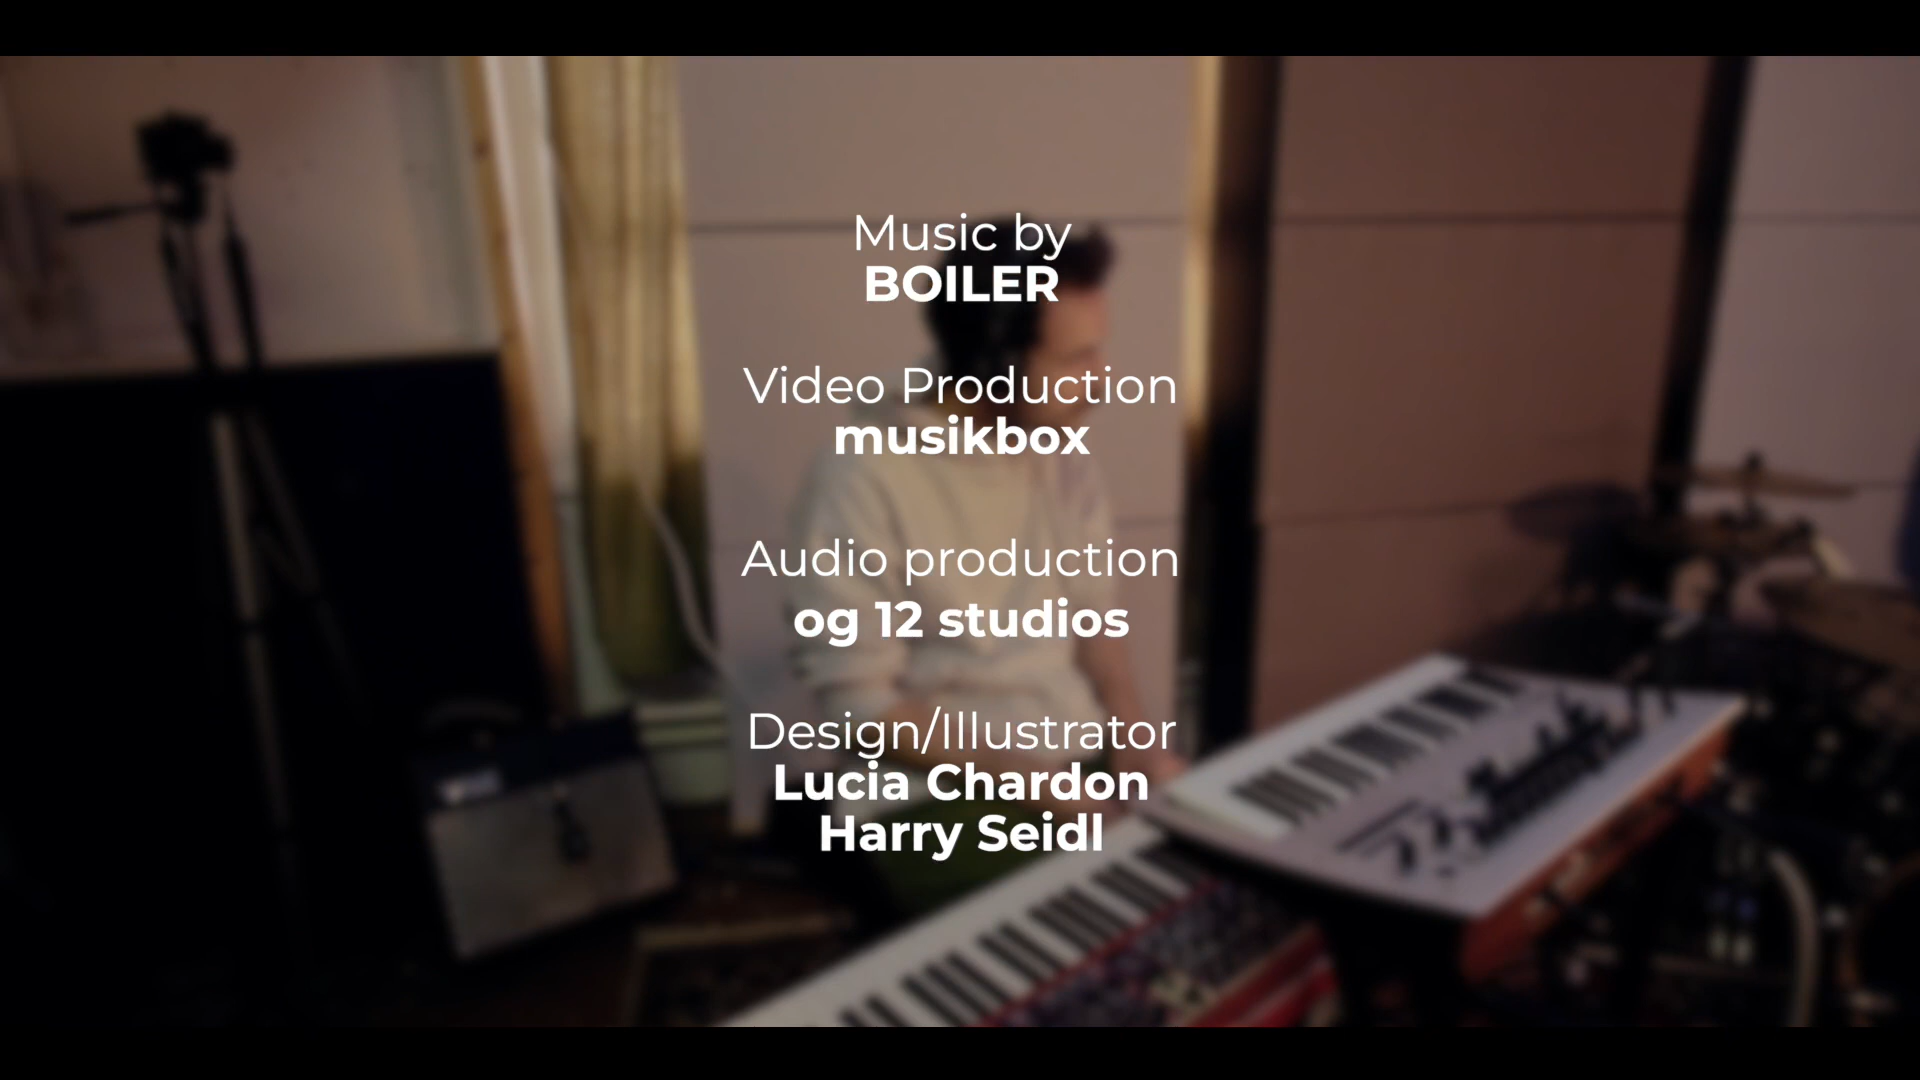 Music by
BOILER
Video Production
musikbox
Audio production
og 12 studios
Design/Illustrator
Lucia Chardon
Harry Seidl